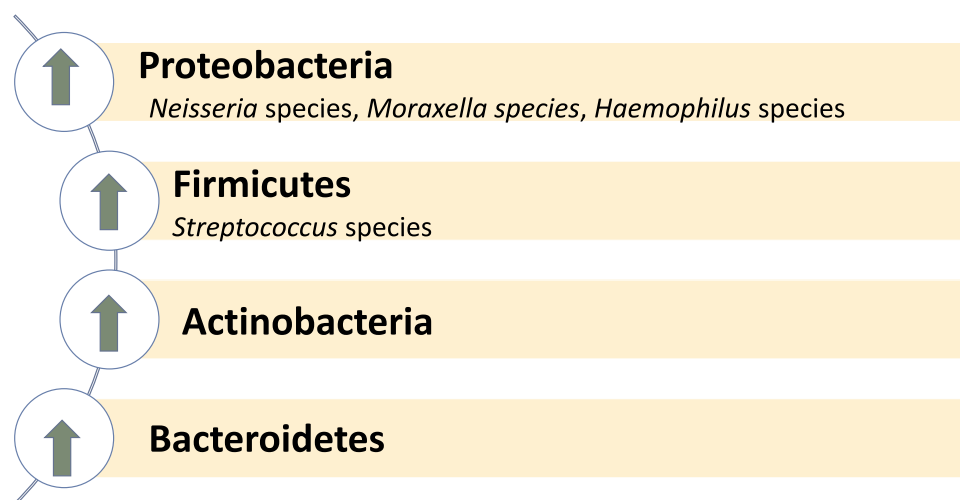 Proteobacteria
Neisseria species, Moraxella species, Haemophilus species
Firmicutes
Streptococcus species
Actinobacteria
Bacteroidetes